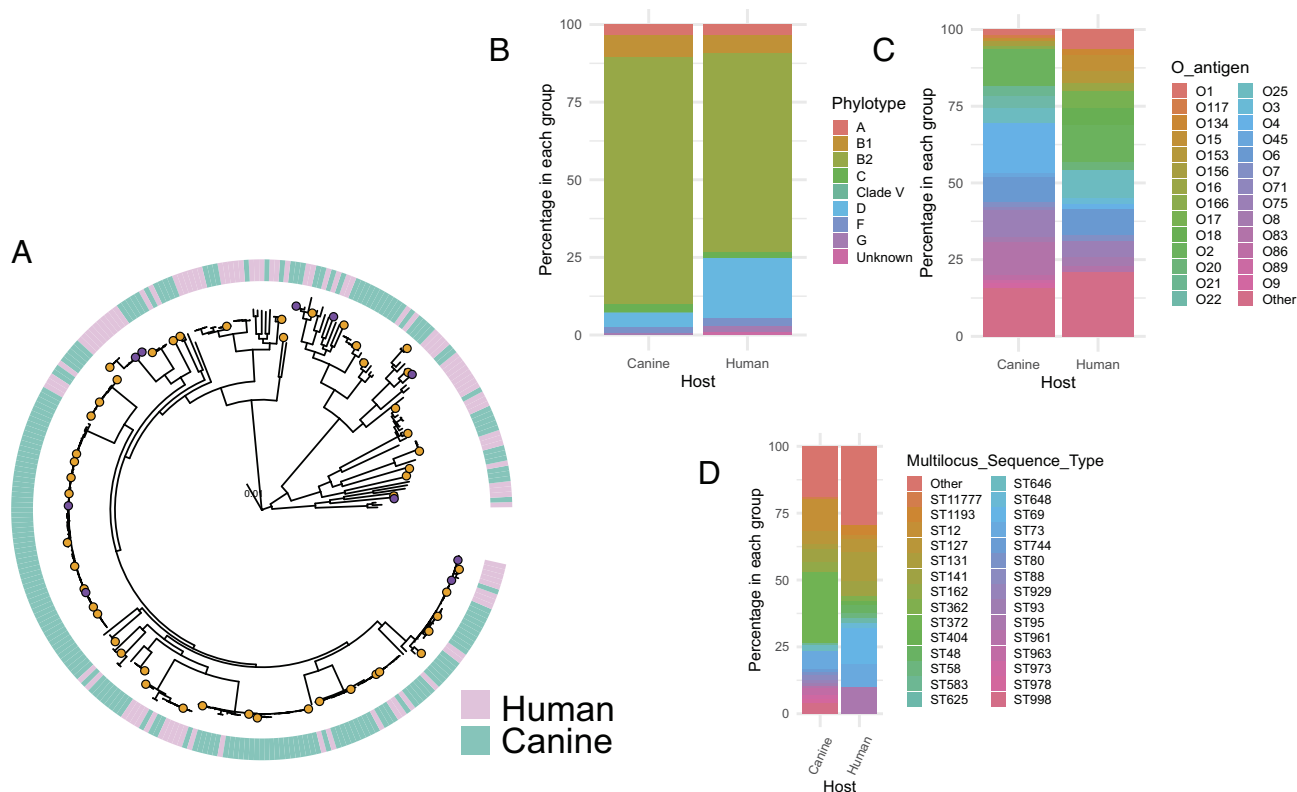 A
0.01
Human
Canine
B
Percentage in each group
100
75
50
25
0
Canine
Human
Host
Phylotype
A
B1
B2
C
Clade V
D
F
G
Unknown
C
Percentage in each group
100
75
50
25
0
Canine
Human
Host
O_antigen
O1
O117
O134
O15
O153
O156
O16
O166
O17
O18
O2
O20
O21
O22
O25
O3
O4
O45
O6
O7
O71
O75
O8
O83
O86
O89
O9
Other
D
Percentage in each group
100
75
50
25
0
Canine
Human
Host
Multilocus_Sequence_Type
Other
ST11777
ST1193
ST12
ST127
ST131
ST141
ST162
ST362
ST372
ST404
ST48
ST58
ST583
ST625
ST646
ST648
ST69
ST73
ST744
ST80
ST88
ST929
ST93
ST95
ST961
ST963
ST973
ST978
ST998